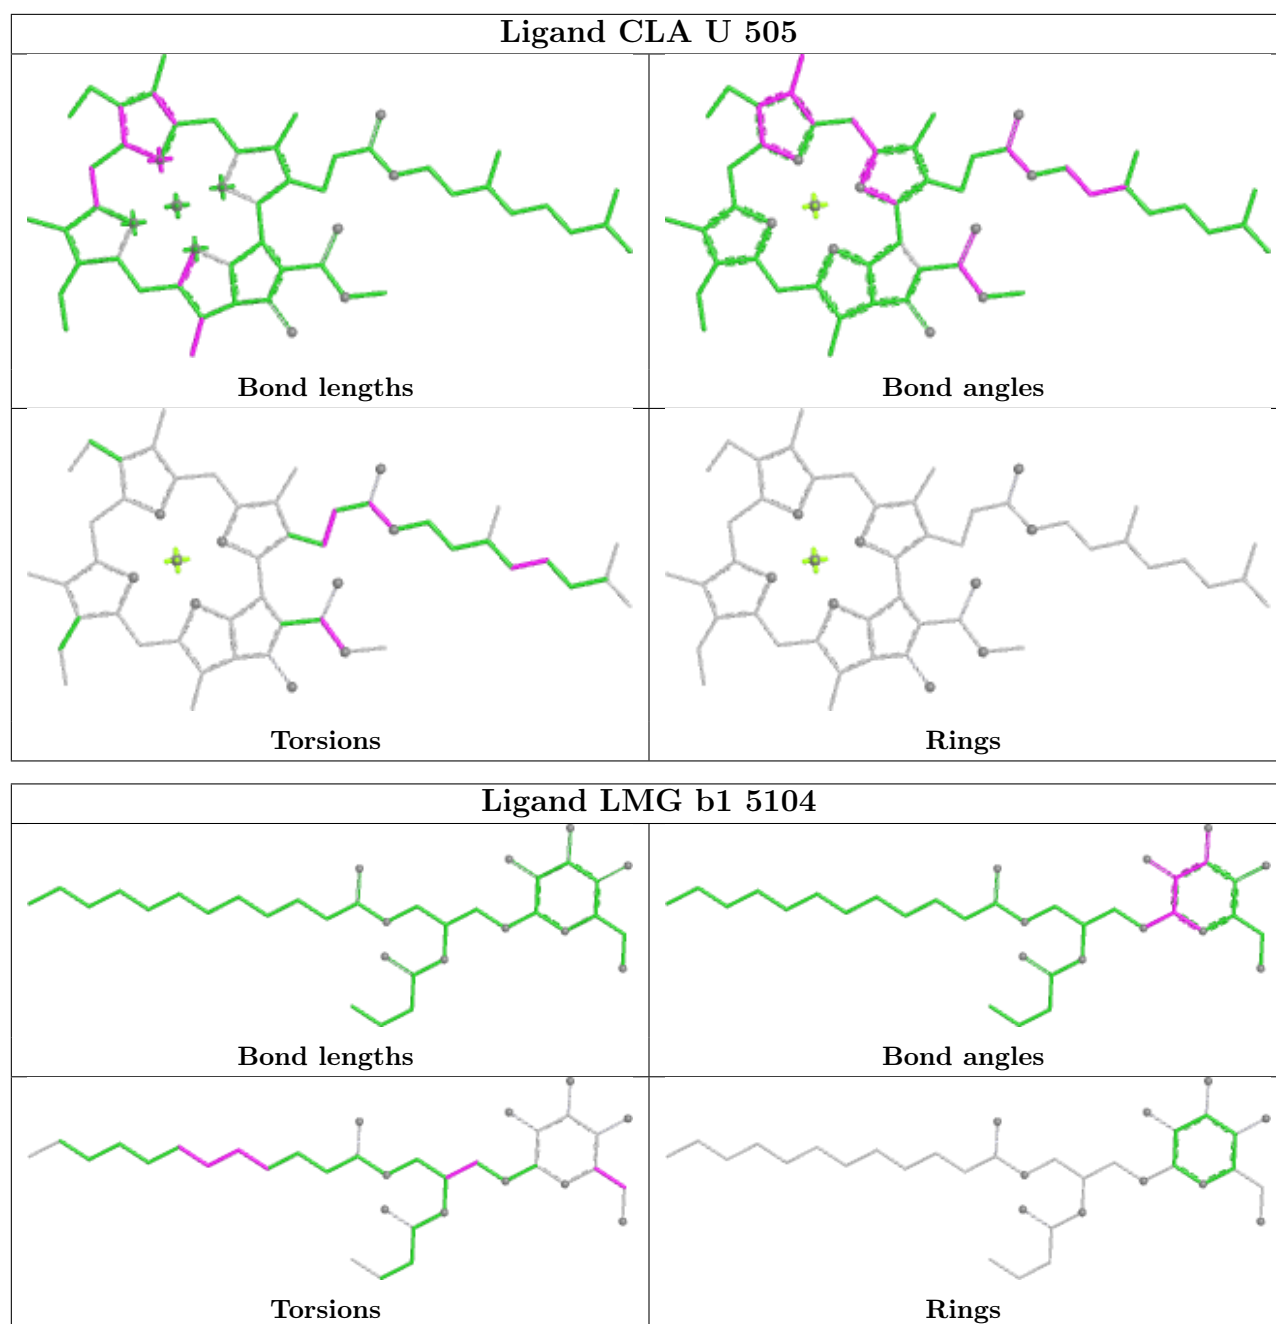 Ligand CLA U 505
Bond lengths
Bond angles
Torsions
Rings
Ligand LMG b1 5104
Bond lengths
Bond angles
Torsions
Rings